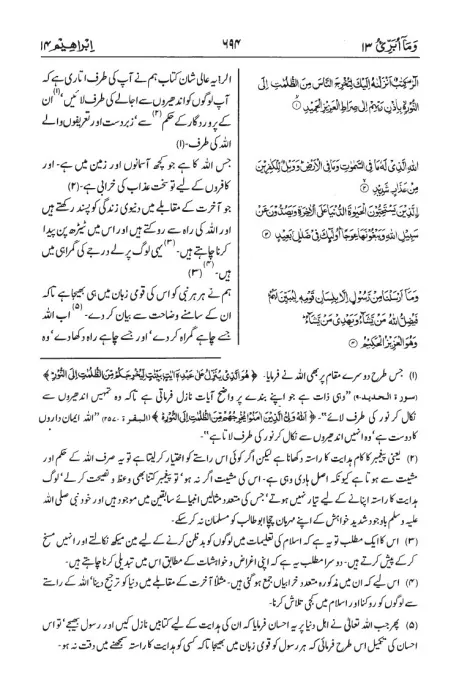 وَمَآ اُبَرِّئُ ۱۳
۶۹۴
اِبْرٰهِيْم ۱۴
الٓرٰ كِتٰبٌ اَنْزَلْنٰهُ اِلَيْكَ لِتُخْرِجَ النَّاسَ مِنَ الظُّلُمٰتِ اِلَى
النُّوْرِ بِاِذْنِ رَبِّهِمْ اِلٰى صِرَاطِ الْعَزِيْزِ الْحَمِيْدِ ۙ
اللّٰهِ الَّذِيْ لَهٗ مَا فِي السَّمٰوٰتِ وَمَا فِي الْاَرْضِ وَوَيْلٌ لِّلْكٰفِرِيْنَ
مِنْ عَذَابٍ شَدِيْدِ ۙ
اِلَّذِيْنَ يَسْتَحِبُّوْنَ الْحَيٰوةَ الدُّنْيَا عَلَى الْاٰخِرَةِ وَيَصُدُّوْنَ عَنْ
سَبِيْلِ اللّٰهِ وَيَبْغُوْنَهَا عِوَجًا اُولٰٓئِكَ فِيْ ضَلٰلٍ بَعِيْدٍ ۳
وَمَآ اَرْسَلْنَا مِنْ رَّسُوْلٍ اِلَّا بِلِسَانِ قَوْمِهٖ لِيُبَيِّنَ لَهُمْ
فَيُضِلُّ اللّٰهُ مَنْ يَّشَآءُ وَيَهْدِيْ مَنْ يَّشَآءُ
وَهُوَ الْعَزِيْزُ الْحَكِيْمُ ۴
الرٰ! یہ عالی شان کتاب ہم نے آپ کی طرف اتاری ہے کہ
آپ لوگوں کو اندھیروں سے اجالے کی طرف لائیں'(۱) ان
کے پروردگار کے حکم(۲) سے' زبردست اور تعریفوں والے
اللہ کی طرف۔(۱)
جس اللہ کا ہے جو کچھ آسمانوں اور زمین میں ہے۔ اور
کافروں کے لیے تو سخت عذاب کی خرابی ہے۔(۲)
جو آخرت کے مقابلے میں دنیوی زندگی کو پسند رکھتے ہیں
اور اللہ کی راہ سے روکتے ہیں اور اس میں ٹیڑھ پن پیدا
کرنا چاہتے ہیں۔(۳) یہی لوگ پرلے درجے کی گمراہی میں
ہیں۔(۴) (۳)
ہم نے ہر ہر نبی کو اس کی قومی زبان میں ہی بھیجا ہے تاکہ
ان کے سامنے وضاحت سے بیان کر دے۔(۵) اب اللہ
جسے چاہے گمراہ کر دے' اور جسے چاہے راہ دکھا دے' وہ
(۱) جس طرح دوسرے مقام پر بھی اللہ نے فرمایا۔ ﴿هُوَ الَّذِيْ يُنَزِّلُ عَلٰى عَبْدِهٖٓ اٰيٰتٍۭ بَيِّنٰتٍ لِّيُخْرِجَكُمْ مِّنَ الظُّلُمٰتِ اِلَى النُّوْرِ﴾
(سورۃ الحدید۔۹) "وہی ذات ہے جو اپنے بندے پر واضح آیات نازل فرماتی ہے تاکہ وہ تمہیں اندھیروں سے
نکال کر نور کی طرف لائے"۔ ﴿اَللّٰهُ وَلِيُّ الَّذِيْنَ اٰمَنُوْا يُخْرِجُهُمْ مِّنَ الظُّلُمٰتِ اِلَى النُّوْرِ﴾ (البقرۃ۔۲۵۷) "اللہ ایمان داروں
کا دوست ہے' وہ انہیں اندھیروں سے نکال کر نور کی طرف لاتا ہے"۔
(۲) یعنی پیغمبر کا کام ہدایت کا راستہ دکھانا ہے لیکن اگر کوئی اس راستے کو اختیار کر لیتا ہے تو یہ صرف اللہ کے حکم اور
مشیت سے ہوتا ہے کیونکہ اصل ہادی وہی ہے۔ اس کی مشیت اگر نہ ہو' تو پیغمبر کتنا بھی وعظ و نصیحت کر لے' لوگ
ہدایت کا راستہ اپنانے کے لیے تیار نہیں ہوتے' جس کی متعدد مثالیں انبیائے سابقین میں موجود ہیں اور خود نبی صلی اللہ
علیہ وسلم باوجود شدید خواہش کے اپنے مہربان چچا ابوطالب کو مسلمان نہ کر سکے۔
(۳) اس کا ایک مطلب تو یہ ہے کہ اسلام کی تعلیمات میں لوگوں کو بدظن کرنے کے لیے مین میکھ نکالتے اور انہیں مسخ
کر کے پیش کرتے ہیں۔ دوسرا مطلب یہ ہے کہ اپنی اغراض و خواہشات کے مطابق اس میں تبدیلی کرنا چاہتے ہیں۔
(۴) اس لیے کہ ان میں مذکورہ متعدد خرابیاں جمع ہو گئی ہیں۔ مثلاً آخرت کے مقابلے میں دنیا کو ترجیح دینا' اللہ کے راستے
سے لوگوں کو روکنا اور اسلام میں کجی تلاش کرنا۔
(۵) پھر جب اللہ تعالیٰ نے اہل دنیا پر یہ احسان فرمایا کہ ان کی ہدایت کے لیے کتابیں نازل کیں اور رسول بھیجے' تو اس
احسان کی تکمیل اس طرح فرمائی کہ ہر رسول کو قومی زبان میں بھیجا تاکہ کسی کو ہدایت کا راستہ سمجھنے میں دقت نہ ہو۔